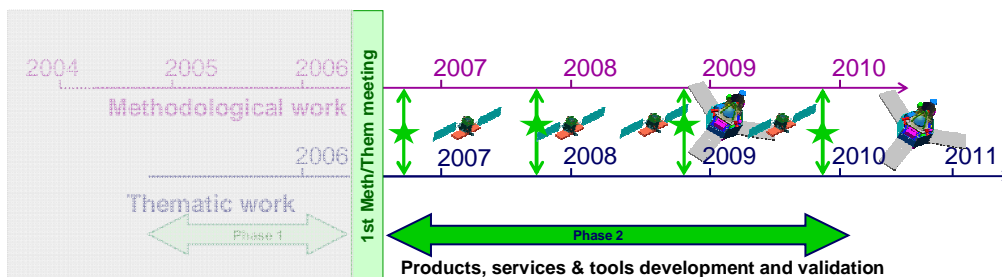 2004 2005 2006 2007 2008 2009 2010
Methodological work
1st Meth/Them meeting
2006 2007 2008 2009 2010 2011
Thematic work
Phase 1 Phase 2
Products, services & tools development and validation